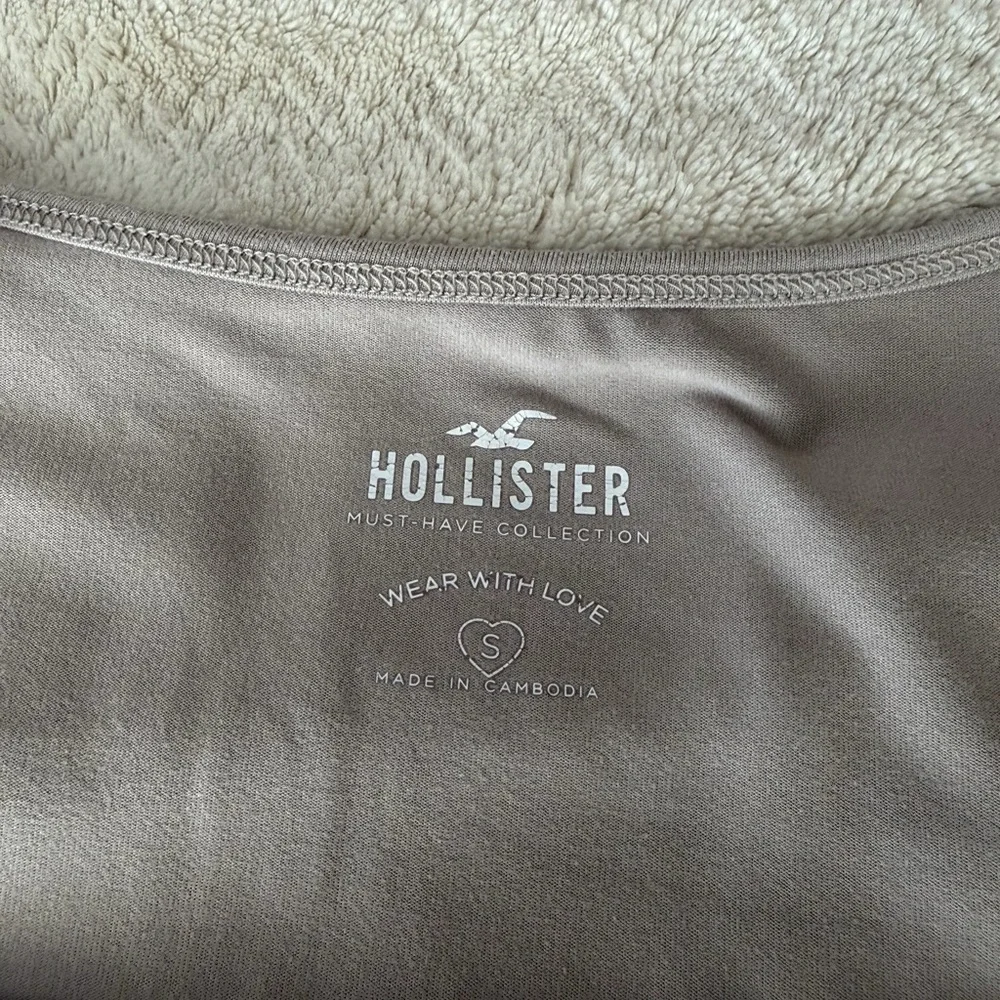 HOLLISTER
MUST-HAVE COLLECTION
WEAR WITH LOVE
S
MADE IN CAMBODIA